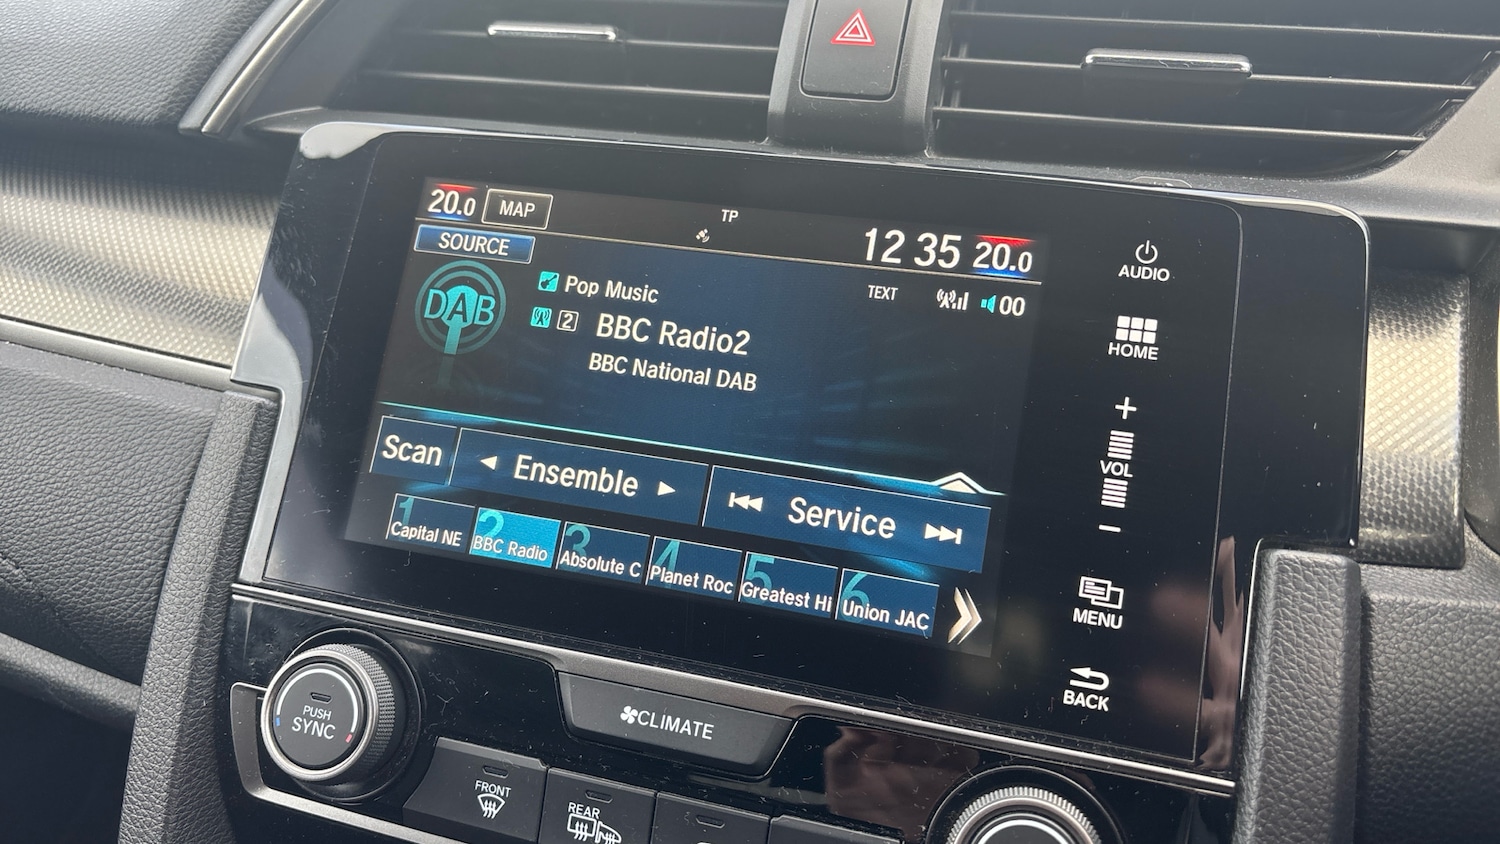 20.0 MAP TP 12 35 20.0
SOURCE
DAB
Pop Music TEXT 00
2 BBC Radio2
BBC National DAB
Scan ◄ Ensemble ► Service
1 Capital NE
2 BBC Radio
3 Absolute C
4 Planet Roc
5 Greatest Hi
6 Union JAC
AUDIO
HOME
+
VOL
−
MENU
BACK
PUSH
SYNC
CLIMATE
FRONT
REAR